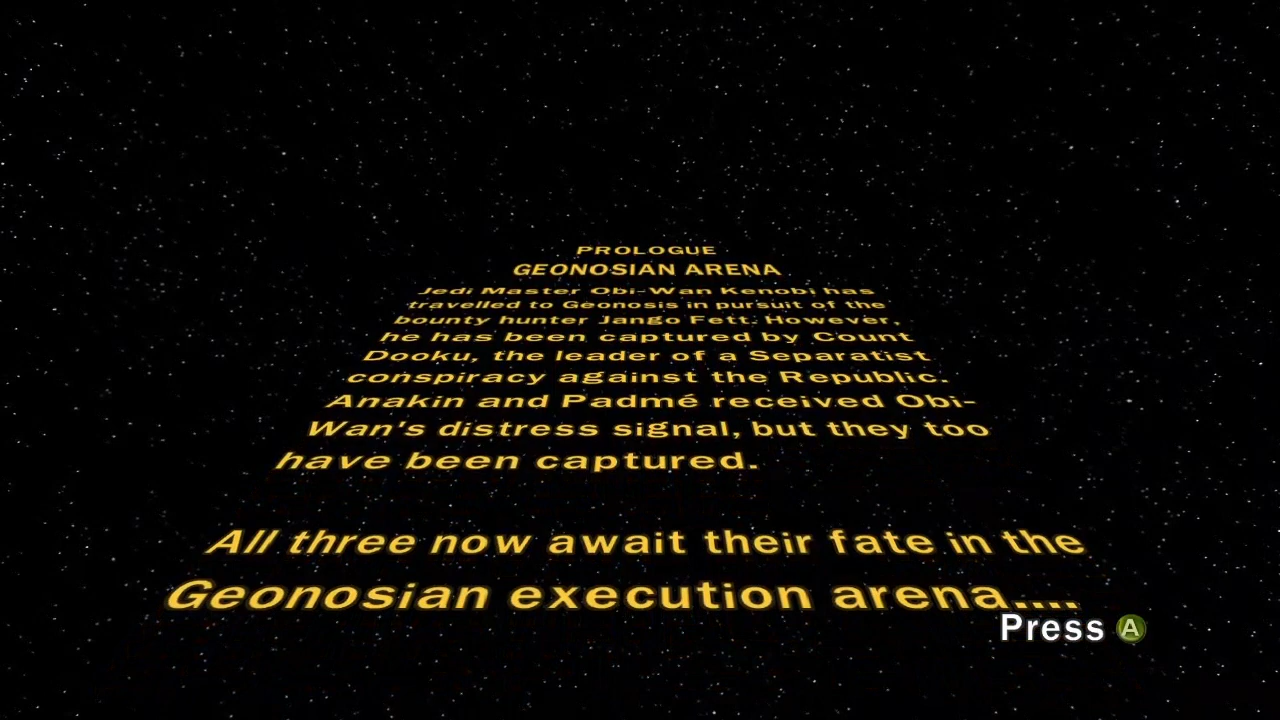 PROLOGUE
GEONOSIAN ARENA
Jedi Master Obi-Wan Kenobi has
travelled to Geonosis in pursuit of the
bounty hunter Jango Fett. However,
he has been captured by Count
Dooku, the leader of a Separatist
conspiracy against the Republic.
Anakin and Padmé received Obi-
Wan's distress signal, but they too
have been captured.
All three now await their fate in the
Geonosian execution arena....
Press A